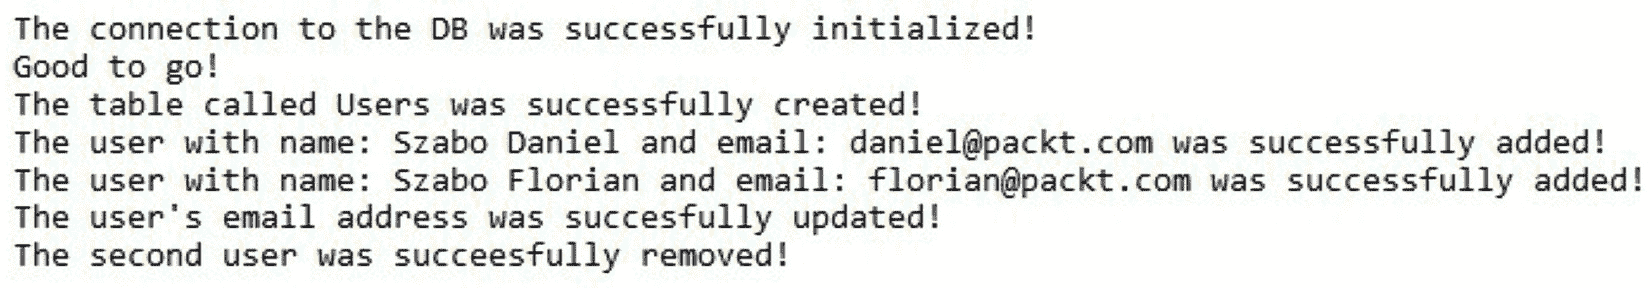 The connection to the DB was successfully initialized!
Good to go!
The table called Users was successfully created!
The user with name: Szabo Daniel and email: daniel@packt.com was successfully added!
The user with name: Szabo Florian and email: florian@packt.com was successfully added!
The user's email address was succesfully updated!
The second user was succeesfully removed!